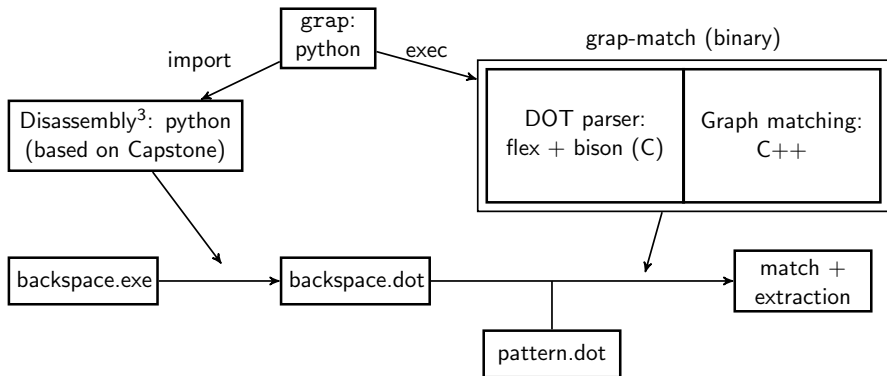 grap:
python
import
exec
grap-match (binary)
Disassembly³: python
(based on Capstone)
DOT parser:
flex + bison (C)
Graph matching:
C++
backspace.exe
backspace.dot
match +
extraction
pattern.dot